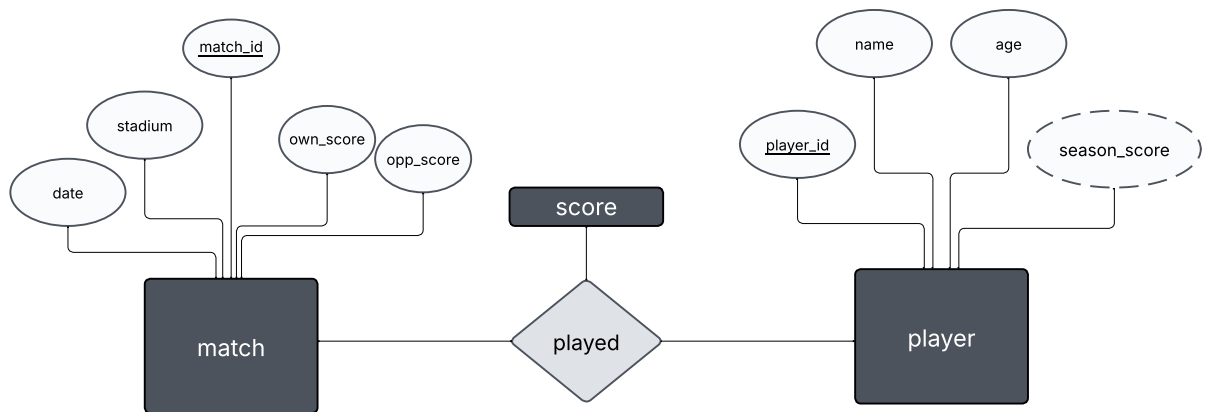 match_id
name
age
stadium
own_score
opp_score
player_id
season_score
date
score
match
played
player